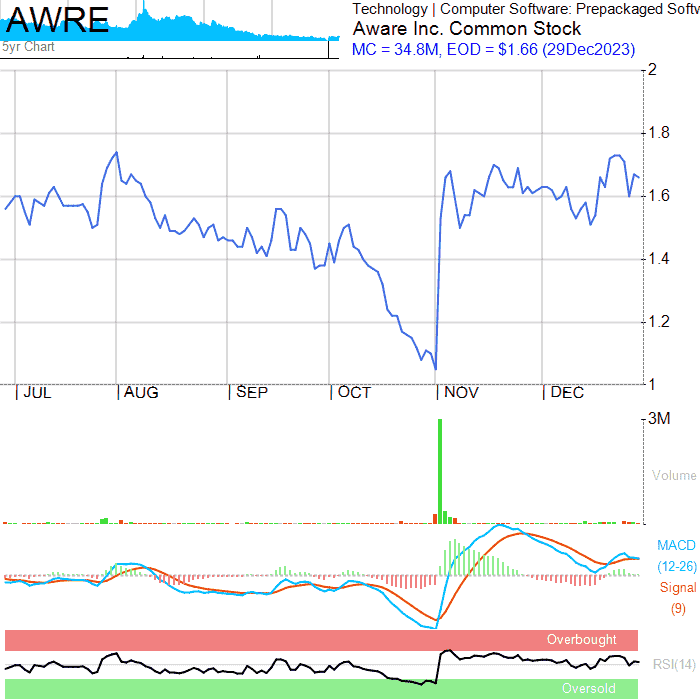 AWRE
5yr Chart
Technology | Computer Software: Prepackaged Softw
Aware Inc. Common Stock
MC = 34.8M, EOD = $1.66 (29Dec2023)
2
1.8
1.6
1.4
1.2
1
JUL AUG SEP OCT NOV DEC
3M
Volume
MACD
(12-26)
Signal
(9)
Overbought
RSI(14)
Oversold